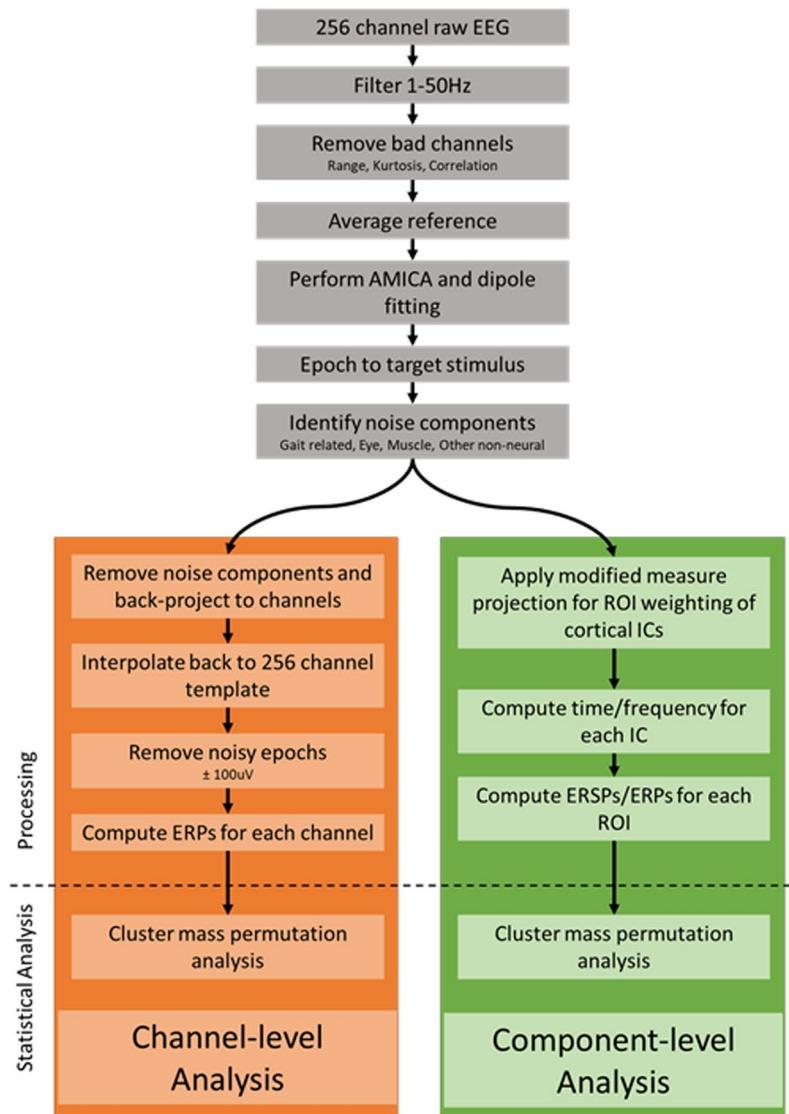 256 channel raw EEG
Filter 1-50Hz
Remove bad channels
Range, Kurtosis, Correlation
Average reference
Perform AMICA and dipole
fitting
Epoch to target stimulus
Identify noise components
Gait related, Eye, Muscle, Other non-neural
Remove noise components and
back-project to channels
Interpolate back to 256 channel
template
Remove noisy epochs
± 100uV
Compute ERPs for each channel
Cluster mass permutation
analysis
Channel-level
Analysis
Apply modified measure
projection for ROI weighting of
cortical ICs
Compute time/frequency for
each IC
Compute ERSPs/ERPs for each
ROI
Cluster mass permutation
analysis
Component-level
Analysis
Processing
Statistical Analysis